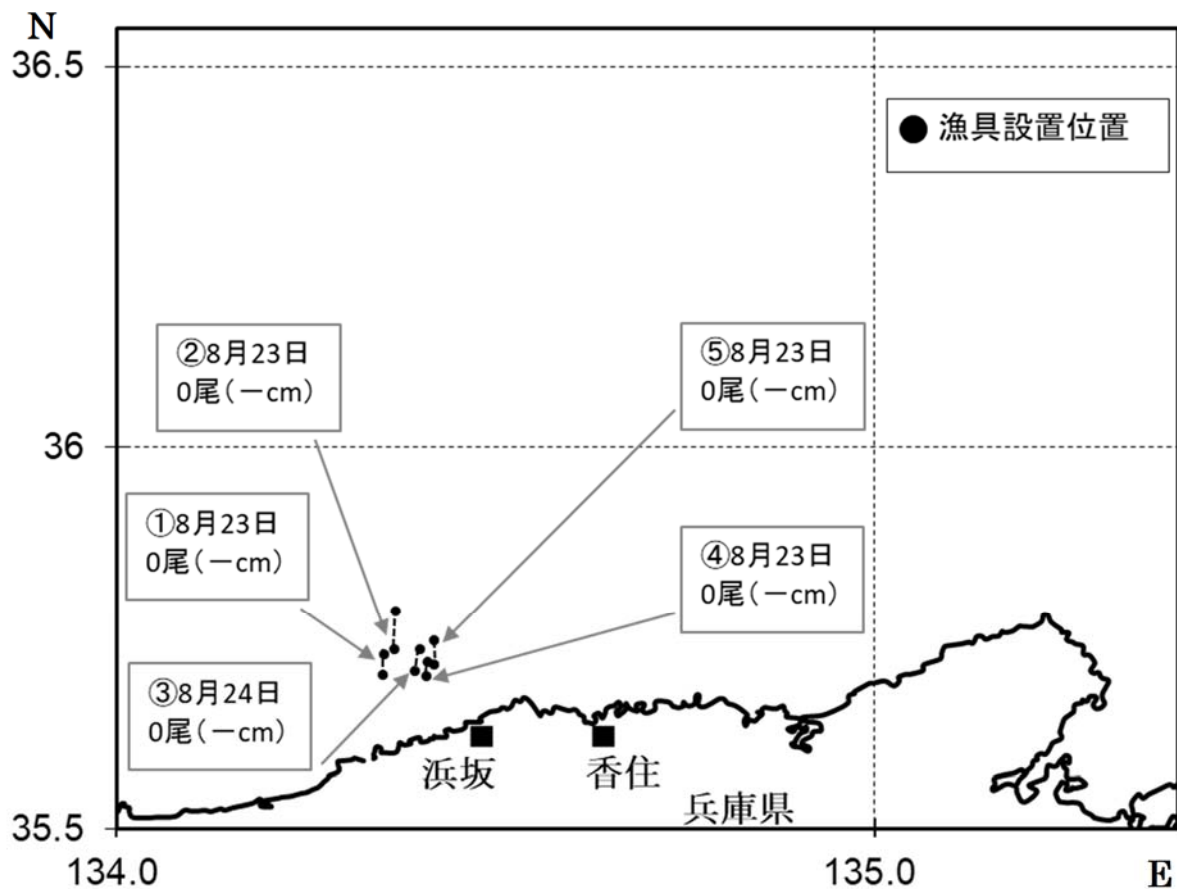 N
36.5
漁具設置位置
②8月23日
0尾(－cm)
⑤8月23日
0尾(－cm)
36
①8月23日
0尾(－cm)
④8月23日
0尾(－cm)
③8月24日
0尾(－cm)
浜坂
香住
兵庫県
35.5
134.0
135.0
E